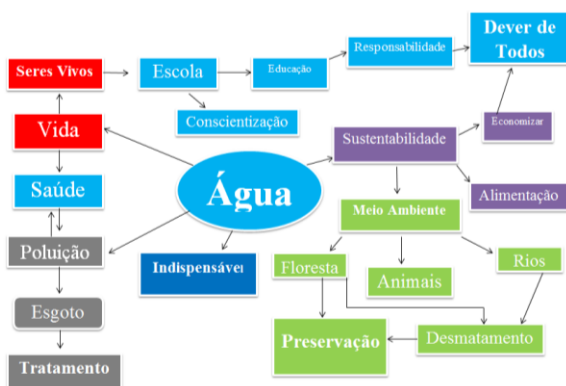 Dever de
Todos
Responsabilidade
Seres Vivos
Escola
Educação
Conscientização
Economizar
Vida
Sustentabilidade
Saúde
Água
Alimentação
Meio Ambiente
Poluição
Indispensável
Floresta
Animais
Rios
Esgoto
Preservação
Desmatamento
Tratamento